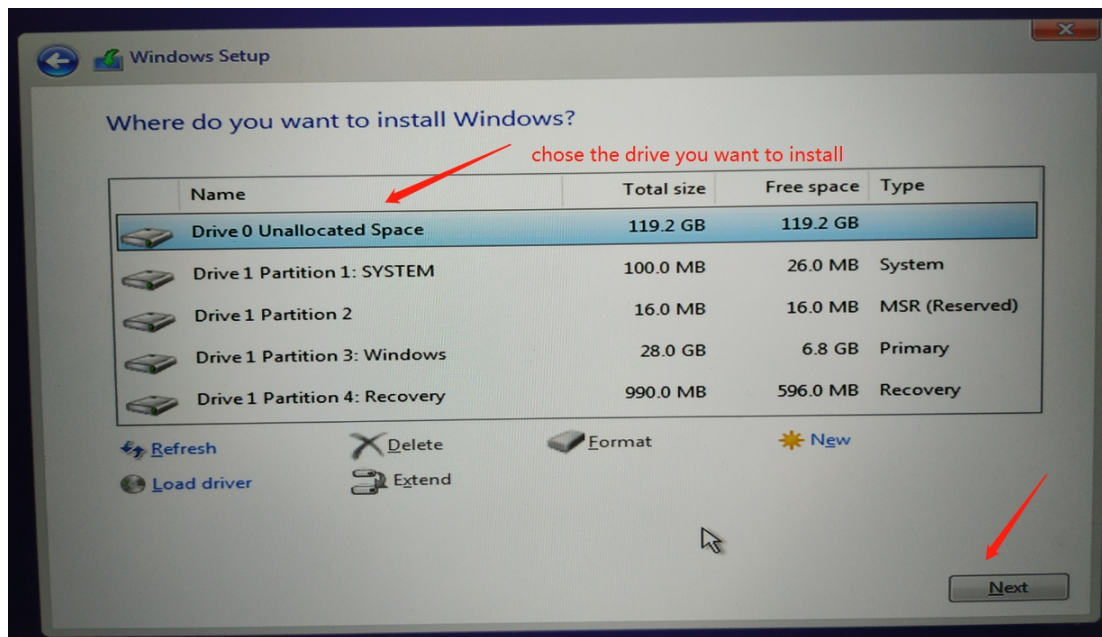 Windows Setup
Where do you want to install Windows?
chose the drive you want to install
Name Total size Free space Type
Drive 0 Unallocated Space 119.2 GB 119.2 GB
Drive 1 Partition 1: SYSTEM 100.0 MB 26.0 MB System
Drive 1 Partition 2 16.0 MB 16.0 MB MSR (Reserved)
Drive 1 Partition 3: Windows 28.0 GB 6.8 GB Primary
Drive 1 Partition 4: Recovery 990.0 MB 596.0 MB Recovery
Refresh Delete Format New
Load driver Extend
Next